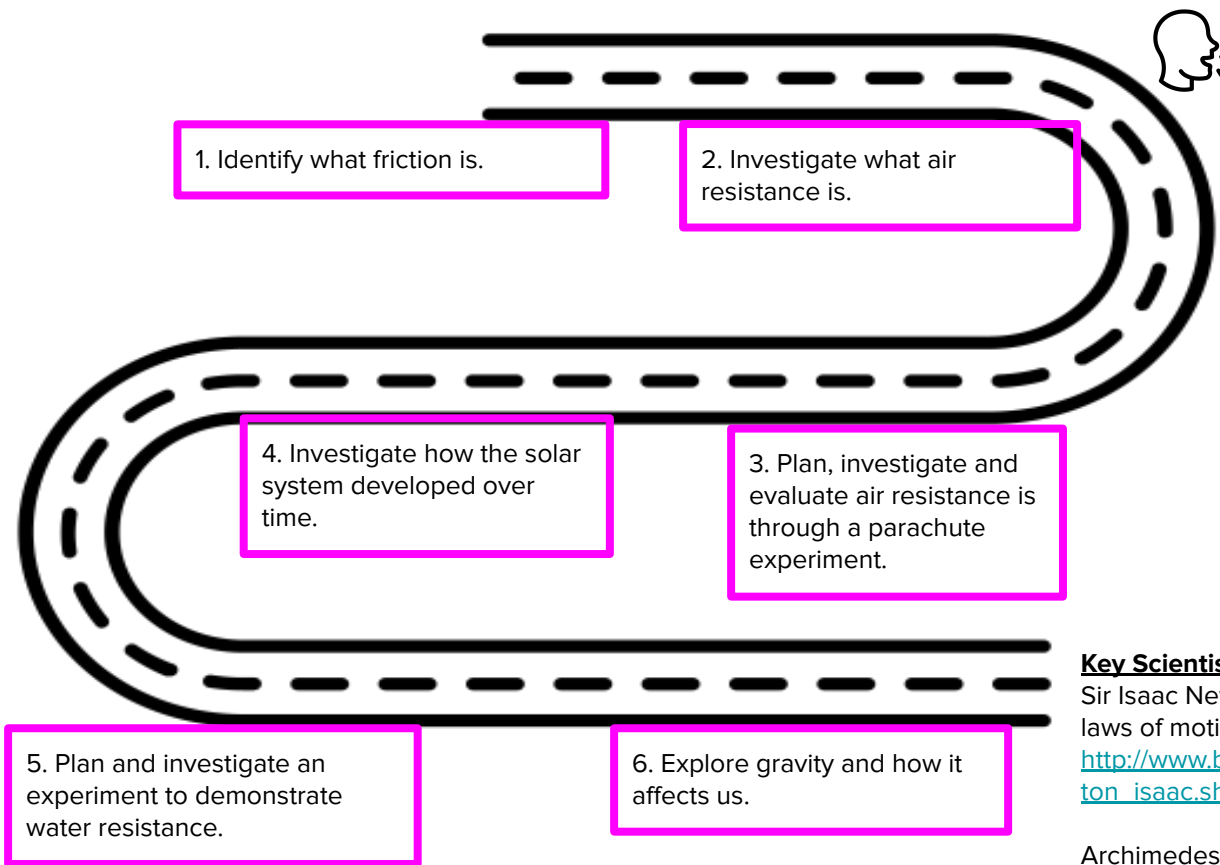 1. Identify what friction is.
2. Investigate what air
resistance is.
4. Investigate how the solar
system developed over
time.
3. Plan, investigate and
evaluate air resistance is
through a parachute
experiment.
5. Plan and investigate an
experiment to demonstrate
water resistance.
6. Explore gravity and how it
affects us.
Key
Sir Isaac
laws of
Archimedes